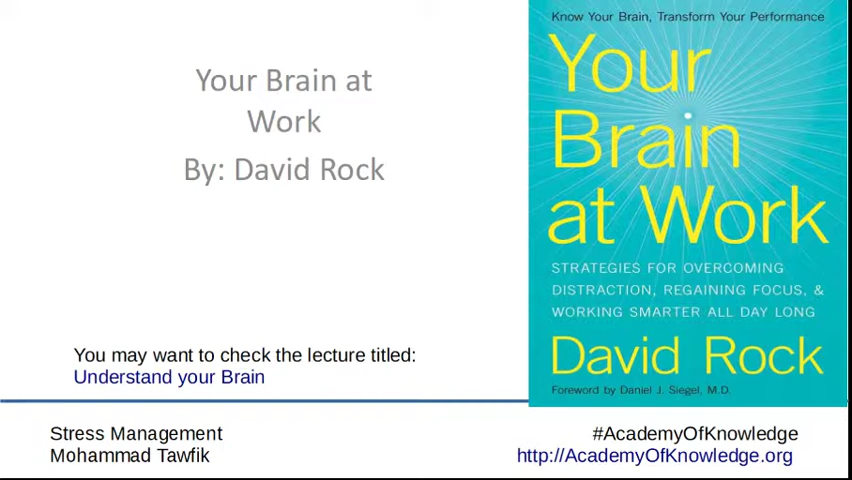 Your Brain at
Work
By: David Rock
You may want to check the lecture titled:
Understand your Brain
Know Your Brain, Transform Your Performance
Your
Brain
at Work
STRATEGIES FOR OVERCOMING
DISTRACTION, REGAINING FOCUS, &
WORKING SMARTER ALL DAY LONG
David Rock
Foreword by Daniel J. Siegel, M.D.
Stress Management
Mohammad Tawfik
#AcademyOfKnowledge
http://AcademyOfKnowledge.org